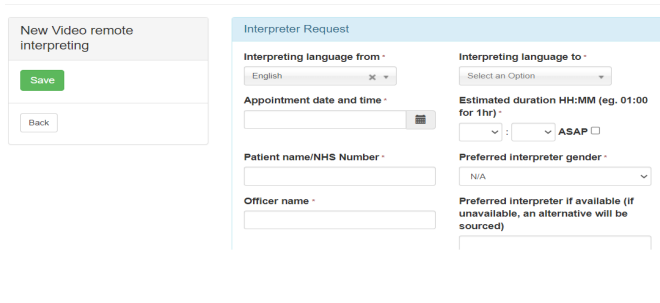 New Video remote
interpreting
Save
Back
Interpreter Request
Interpreting language from *
English
Interpreting language to *
Select an Option
Appointment date and time *
Estimated duration HH:MM (eg. 01:00
for 1hr) *
: ASAP
Patient name/NHS Number *
Preferred interpreter gender *
N/A
Officer name *
Preferred interpreter if available (if
unavailable, an alternative will be
sourced)